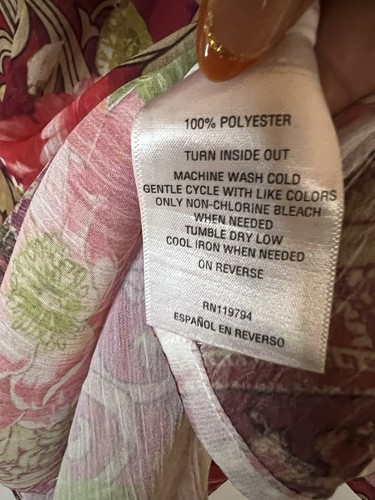 100% POLYESTER
TURN INSIDE OUT
MACHINE WASH COLD
GENTLE CYCLE WITH LIKE COLORS
ONLY NON-CHLORINE BLEACH
WHEN NEEDED
TUMBLE DRY LOW
COOL IRON WHEN NEEDED
ON REVERSE
RN119794
ESPAÑOL EN REVERSO